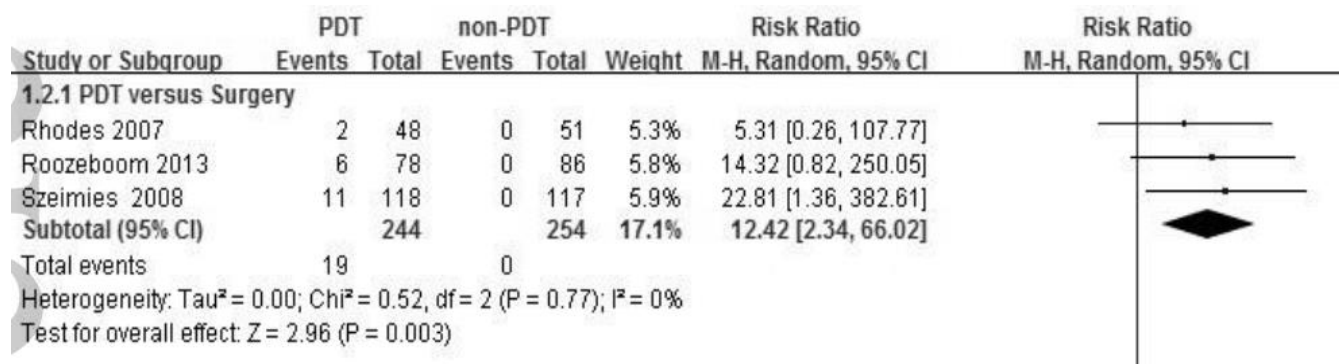 PDT non-PDT Risk Ratio Risk Ratio
Study or Subgroup Events Total Events Total Weight M-H, Random, 95% CI M-H, Random, 95% CI
1.2.1 PDT versus Surgery
Rhodes 2007 2 48 0 51 5.3% 5.31 [0.26, 107.77]
Roozeboom 2013 6 78 0 86 5.8% 14.32 [0.82, 250.05]
Szeimies 2008 11 118 0 117 5.9% 22.81 [1.36, 382.61]
Subtotal (95% CI) 244 254 17.1% 12.42 [2.34, 66.02]
Total events 19 0
Heterogeneity: Tau² = 0.00; Chi² = 0.52, df = 2 (P = 0.77); I² = 0%
Test for overall effect: Z = 2.96 (P = 0.003)